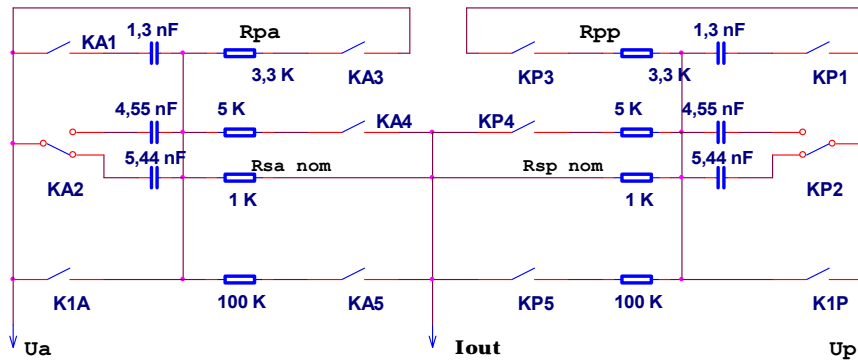 KA1 1,3 nF Rpa Rpp 1,3 nF
3,3 K KA3 KP3 3,3 K KP1
4,55 nF 5 K KA4 KP4 5 K 4,55 nF
5,44 nF Rsa nom Rsp nom 5,44 nF
KA2 1 K 1 K KP2
K1A 100 K KA5 KP5 100 K K1P
Ua Iout Up